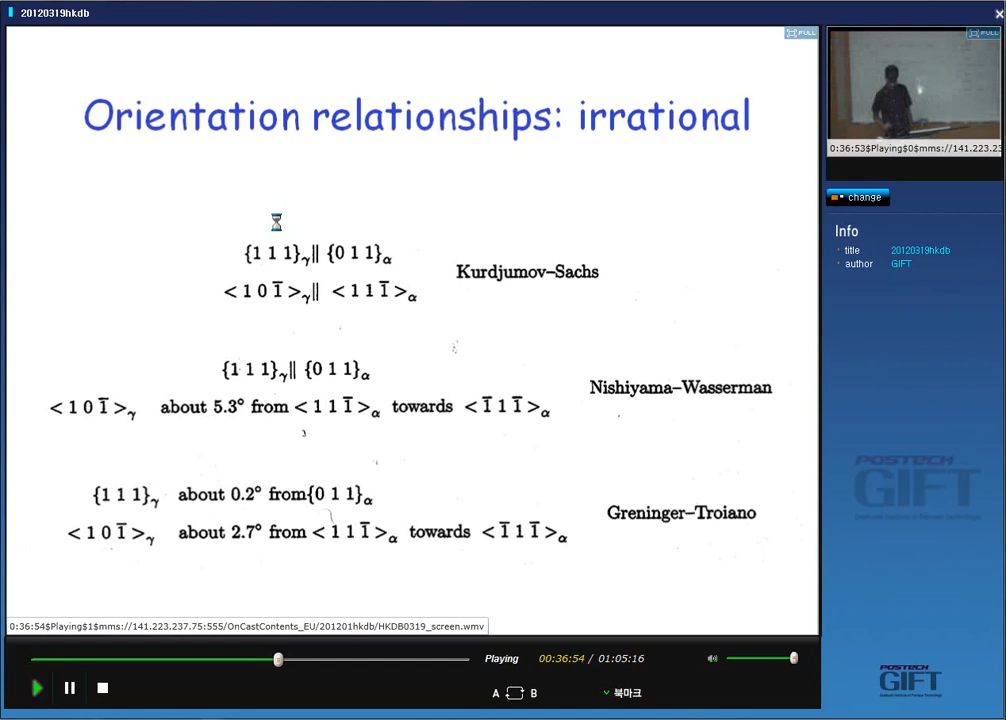 20120319hkdb
FULL
FULL
Orientation relationships: irrational
{1 1 1}γ∥ {0 1 1}α
<1 0 1̅>γ∥ <1 1 1̅>α
Kurdjumov–Sachs
{1 1 1}γ∥ {0 1 1}α
Nishiyama–Wasserman
<1 0 1̅>γ about 5.3° from <1 1 1̅>α towards <1̅ 1 1̅>α
{1 1 1}γ about 0.2° from{0 1 1}α
Greninger–Troiano
<1 0 1̅>γ about 2.7° from <1 1 1̅>α towards <1̅ 1 1̅>α
0:36:54$Playing$1$mms://141.223.237.75:555/OnCastContents_EU/201201hkdb/HKDB0319_screen.wmv
0:36:53$Playing$0$mms://141.223.23
change
Info
title 20120319hkdb
author GIFT
POSTECH
GIFT
Playing 00:36:54 / 01:05:16
A B 북마크
POSTECH
GIFT